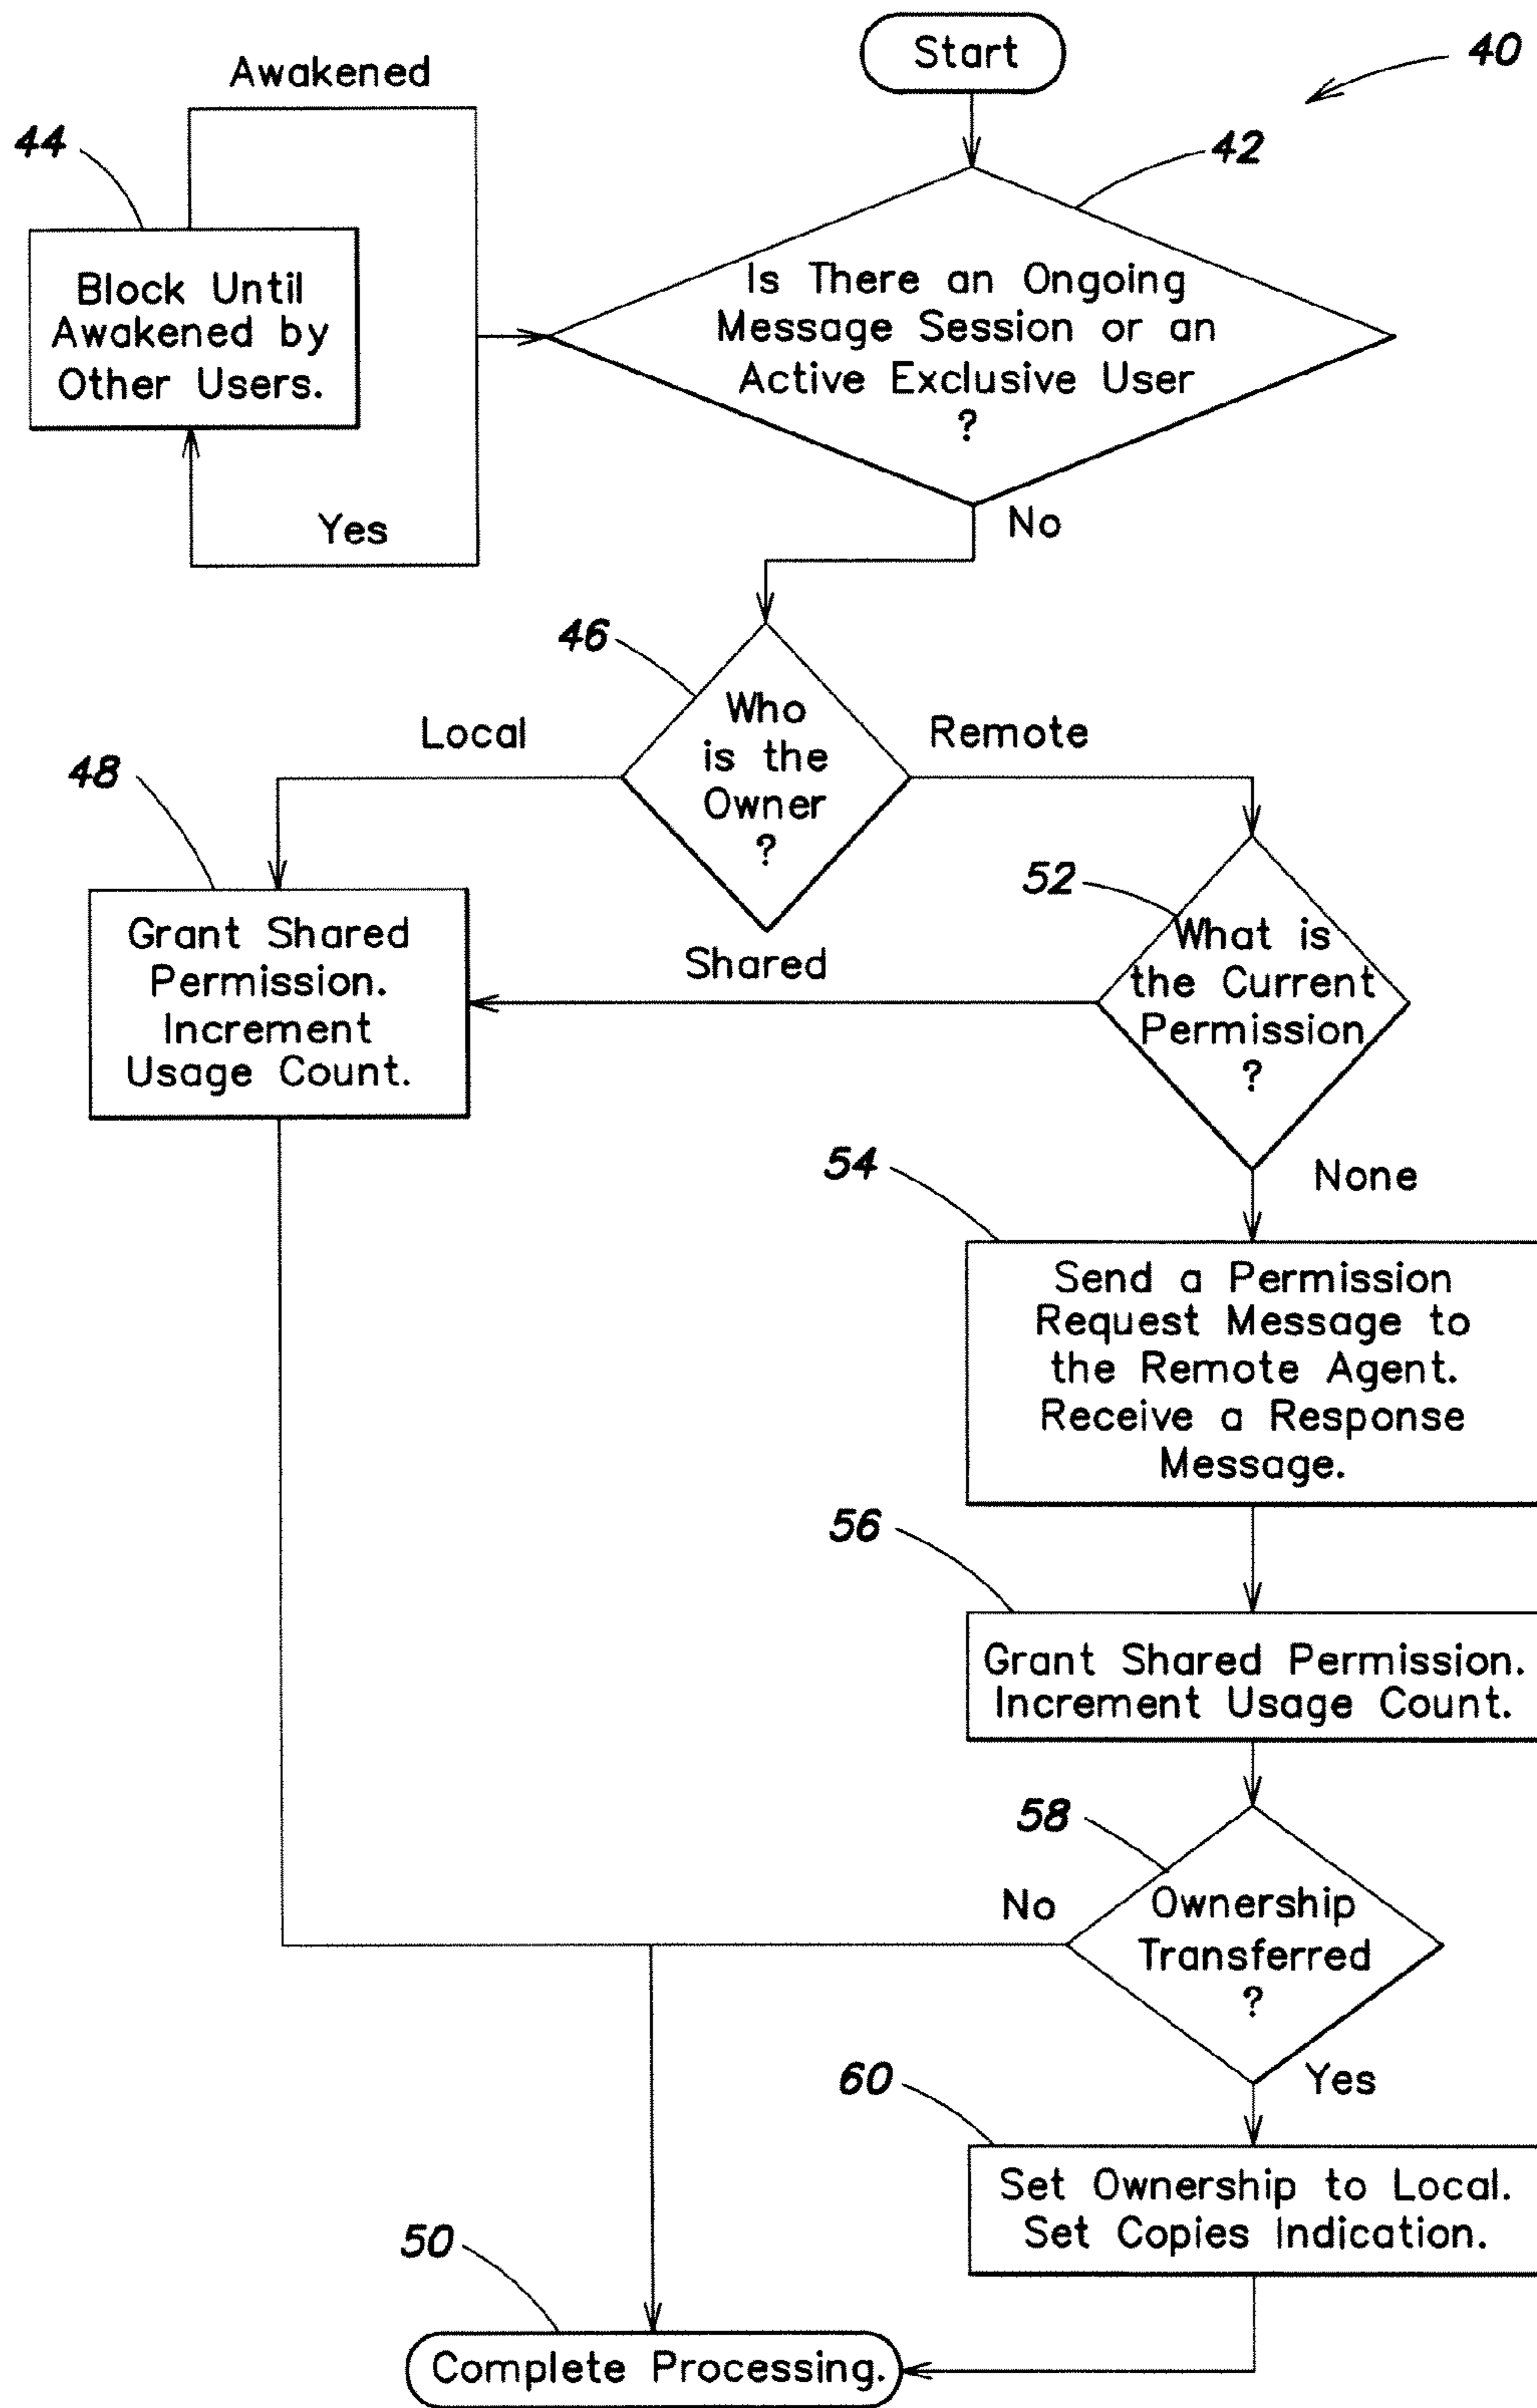 Start
40
Awakened
44
42
Block Until
Awakened by
Other Users.
Is There an Ongoing
Message Session or an
Active Exclusive User
?
Yes
No
46
Who
is the
Owner
?
Local
Remote
48
52
Grant Shared
Permission.
Increment
Usage Count.
Shared
What is
the Current
Permission
?
54
None
Send a Permission
Request Message to
the Remote Agent.
Receive a Response
Message.
56
Grant Shared Permission.
Increment Usage Count.
58
No
Ownership
Transferred
?
60
Yes
Set Ownership to Local.
Set Copies Indication.
50
Complete Processing.